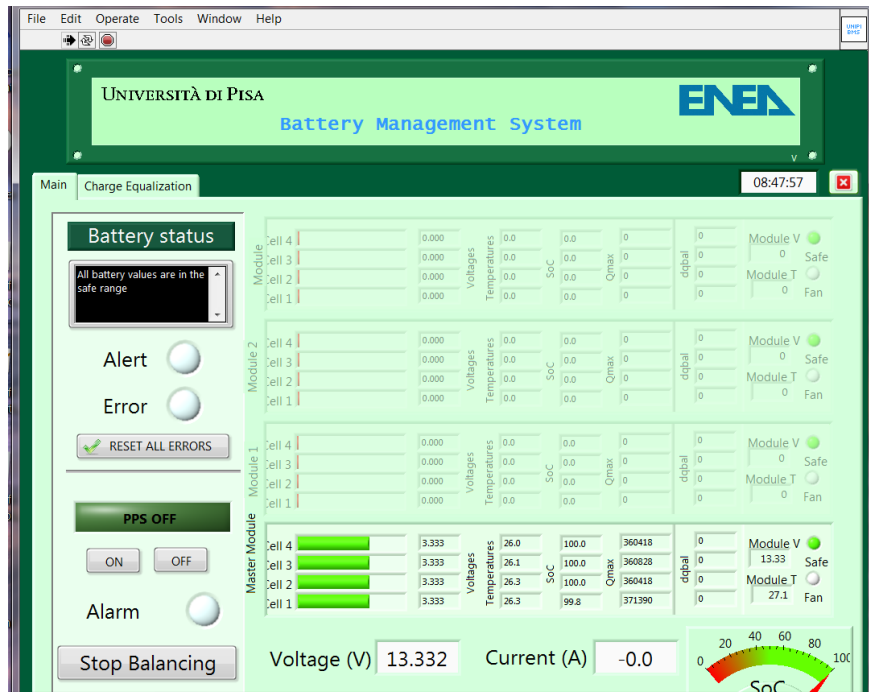 File Edit Operate Tools Window Help
UNIPI
BMS
UNIVERSITÀ DI PISA
ENEA
Battery Management System
V
Main Charge Equalization 08:47:57
Battery status
All battery values are in the
safe range
Alert
Error
RESET ALL ERRORS
PPS OFF
ON OFF
Alarm
Stop Balancing
Module
Cell 4 0.000 0.0 0.0 0 0
Cell 3 0.000 0.0 0.0 0 0
Cell 2 0.000 0.0 0.0 0 0
Cell 1 0.000 0.0 0.0 0 0
Voltages Temperatures SoC Qmax dqbal
Module V
0 Safe
Module T
0 Fan
Module 2
Cell 4 0.000 0.0 0.0 0 0
Cell 3 0.000 0.0 0.0 0 0
Cell 2 0.000 0.0 0.0 0 0
Cell 1 0.000 0.0 0.0 0 0
Voltages Temperatures SoC Qmax dqbal
Module V
0 Safe
Module T
0 Fan
Module 1
Cell 4 0.000 0.0 0.0 0 0
Cell 3 0.000 0.0 0.0 0 0
Cell 2 0.000 0.0 0.0 0 0
Cell 1 0.000 0.0 0.0 0 0
Voltages Temperatures SoC Qmax dqbal
Module V
0 Safe
Module T
0 Fan
Master Module
Cell 4 3.333 26.0 100.0 360418 0
Cell 3 3.333 26.1 100.0 360828 0
Cell 2 3.333 26.3 100.0 360418 0
Cell 1 3.333 26.3 99.8 371390 0
Voltages Temperatures SoC Qmax dqbal
Module V
13.33 Safe
Module T
27.1 Fan
Voltage (V) 13.332 Current (A) -0.0
0 20 40 60 80 100
SoC